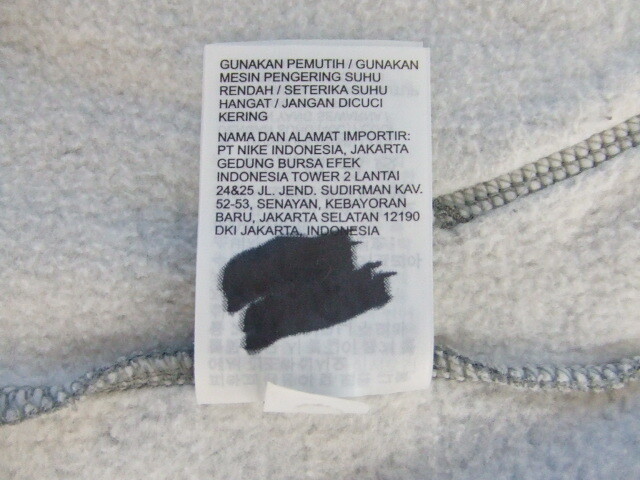 GUNAKAN PEMUTIH / GUNAKAN
MESIN PENGERING SUHU
RENDAH / SETERIKA SUHU
HANGAT / JANGAN DICUCI
KERING
NAMA DAN ALAMAT IMPORTIR:
PT NIKE INDONESIA, JAKARTA
GEDUNG BURSA EFEK
INDONESIA TOWER 2 LANTAI
24&25 JL. JEND. SUDIRMAN KAV.
52-53, SENAYAN, KEBAYORAN
BARU, JAKARTA SELATAN 12190
DKI JAKARTA, INDONESIA